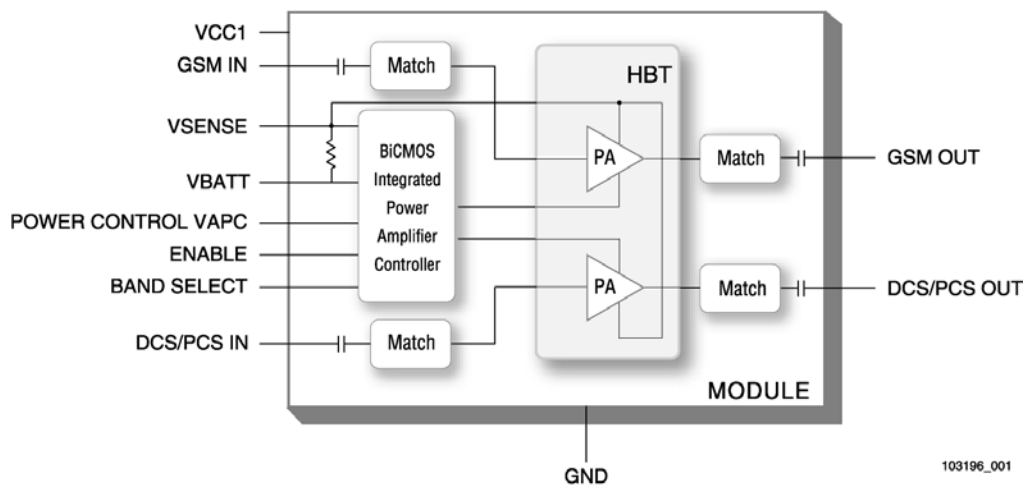 VCC1
GSM IN
VSENSE
VBATT
POWER CONTROL VAPC
ENABLE
BAND SELECT
DCS/PCS IN
Match
BiCMOS
Integrated
Power
Amplifier
Controller
Match
HBT
PA
PA
Match
Match
GSM OUT
DCS/PCS OUT
MODULE
GND
103196_001